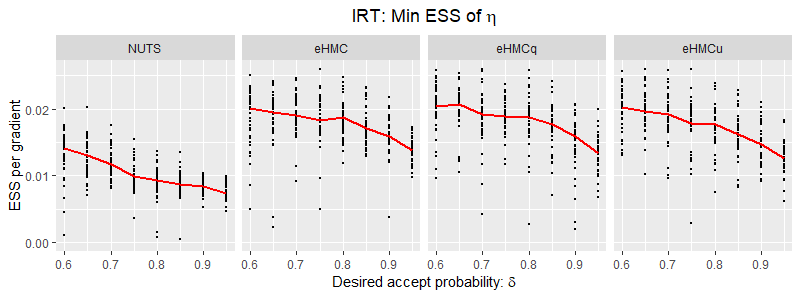 IRT: Min ESS of η
NUTS eHMC eHMCq eHMCu
ESS per gradient
0.02
0.01
0.00
0.6 0.7 0.8 0.9 0.6 0.7 0.8 0.9 0.6 0.7 0.8 0.9 0.6 0.7 0.8 0.9
Desired accept probability: δ